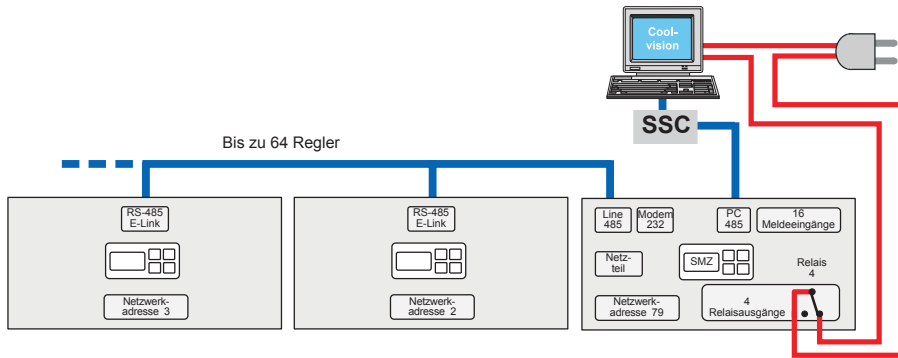 Cool-
vision
SSC
Bis zu 64 Regler
RS-485
E-Link
Netzwerk-
adresse 3
RS-485
E-Link
Netzwerk-
adresse 2
Line
485
Modem
232
PC
485
16
Meldeeingänge
Netz-
teil
SMZ
Relais
4
Netzwerk-
adresse 79
4
Relaisausgänge